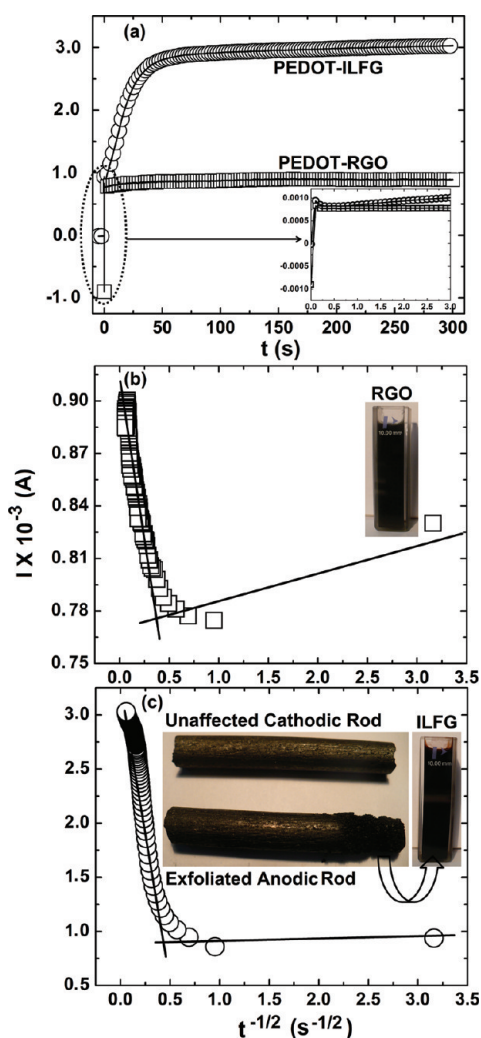 (a)
3.0
2.0
1.0
0.0
-1.0
PEDOT-ILFG
PEDOT-RGO
0.0010
0.0005
0.0000
-0.0005
-0.0010
0.0 0.5 1.0 1.5 2.0 2.5 3.0
0 50 100 150 200 250 300
t (s)
(b)
RGO
10.00 mm
0.90
0.87
0.84
0.81
0.78
0.75
0.0 0.5 1.0 1.5 2.0 2.5 3.0 3.5
I X 10⁻³ (A)
(c)
Unaffected Cathodic Rod
ILFG
10.00 mm
Exfoliated Anodic Rod
3.0
2.5
2.0
1.5
1.0
0.5
0.0 0.5 1.0 1.5 2.0 2.5 3.0 3.5
t⁻¹/² (s⁻¹/²)